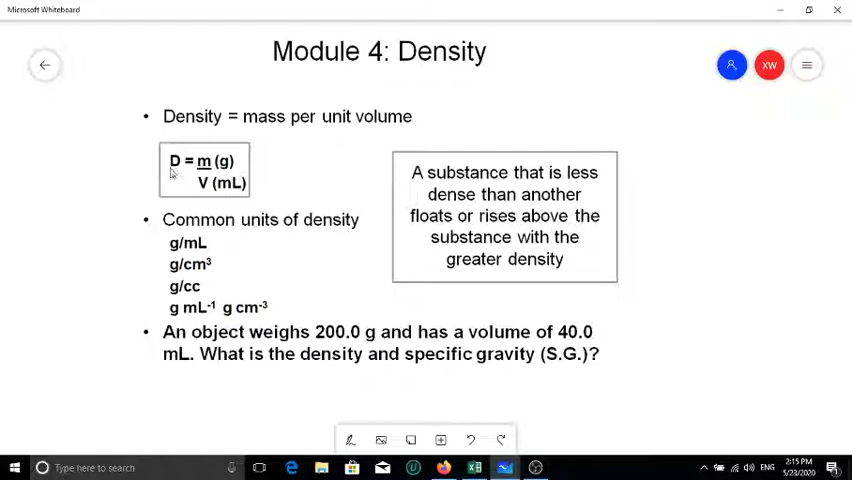 Microsoft Whiteboard
Module 4: Density
XW
• Density = mass per unit volume
D = m (g)
V (mL)
A substance that is less
dense than another
floats or rises above the
substance with the
greater density
• Common units of density
g/mL
g/cm³
g/cc
g mL⁻¹ g cm⁻³
• An object weighs 200.0 g and has a volume of 40.0
mL. What is the density and specific gravity (S.G.)?
Type here to search
ENG
2:15 PM
5/23/2020